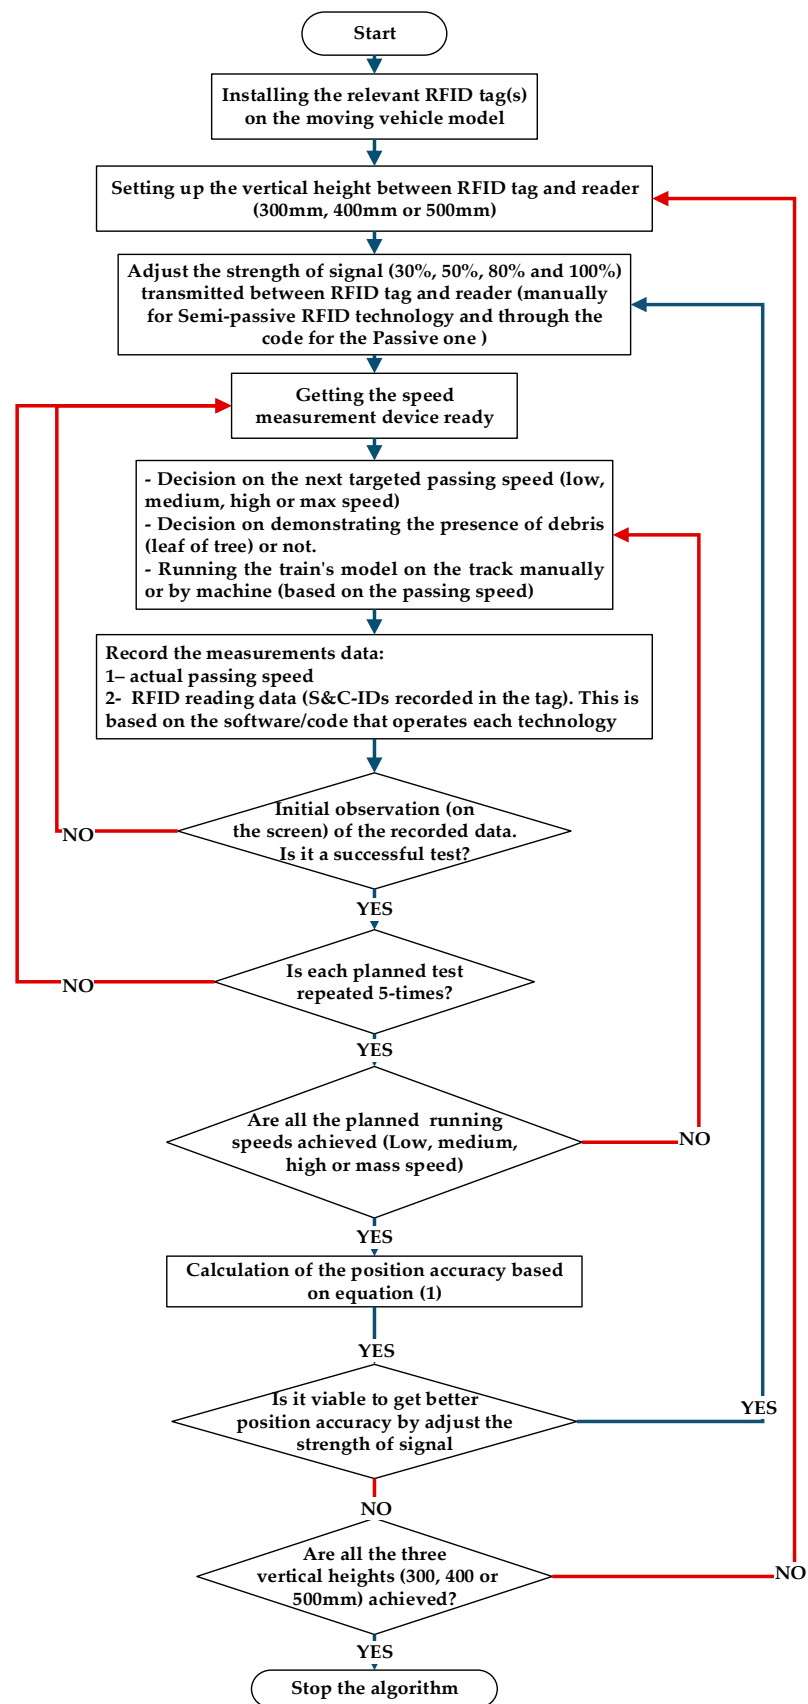 Start
Installing the relevant RFID tag(s)
on the moving vehicle model
Setting up the vertical height between RFID tag and reader
(300mm, 400mm or 500mm)
Adjust the strength of signal (30%, 50%, 80% and 100%)
transmitted between RFID tag and reader (manually
for Semi-passive RFID technology and through the
code for the Passive one )
Getting the speed
measurement device ready
- Decision on the next targeted passing speed (low,
medium, high or max speed)
- Decision on demonstrating the presence of debris
(leaf of tree) or not.
- Running the train's model on the track manually
or by machine (based on the passing speed)
Record the measurements data:
1– actual passing speed
2- RFID reading data (S&C-IDs recorded in the tag). This is
based on the software/code that operates each technology
Initial observation (on
the screen) of the recorded data.
Is it a successful test?
NO
YES
Is each planned test
repeated 5-times?
NO
YES
Are all the planned running
speeds achieved (Low, medium,
high or mass speed)
NO
YES
Calculation of the position accuracy based
on equation (1)
YES
Is it viable to get better
position accuracy by adjust the
strength of signal
YES
NO
Are all the three
vertical heights (300, 400 or
500mm) achieved?
NO
YES
Stop the algorithm